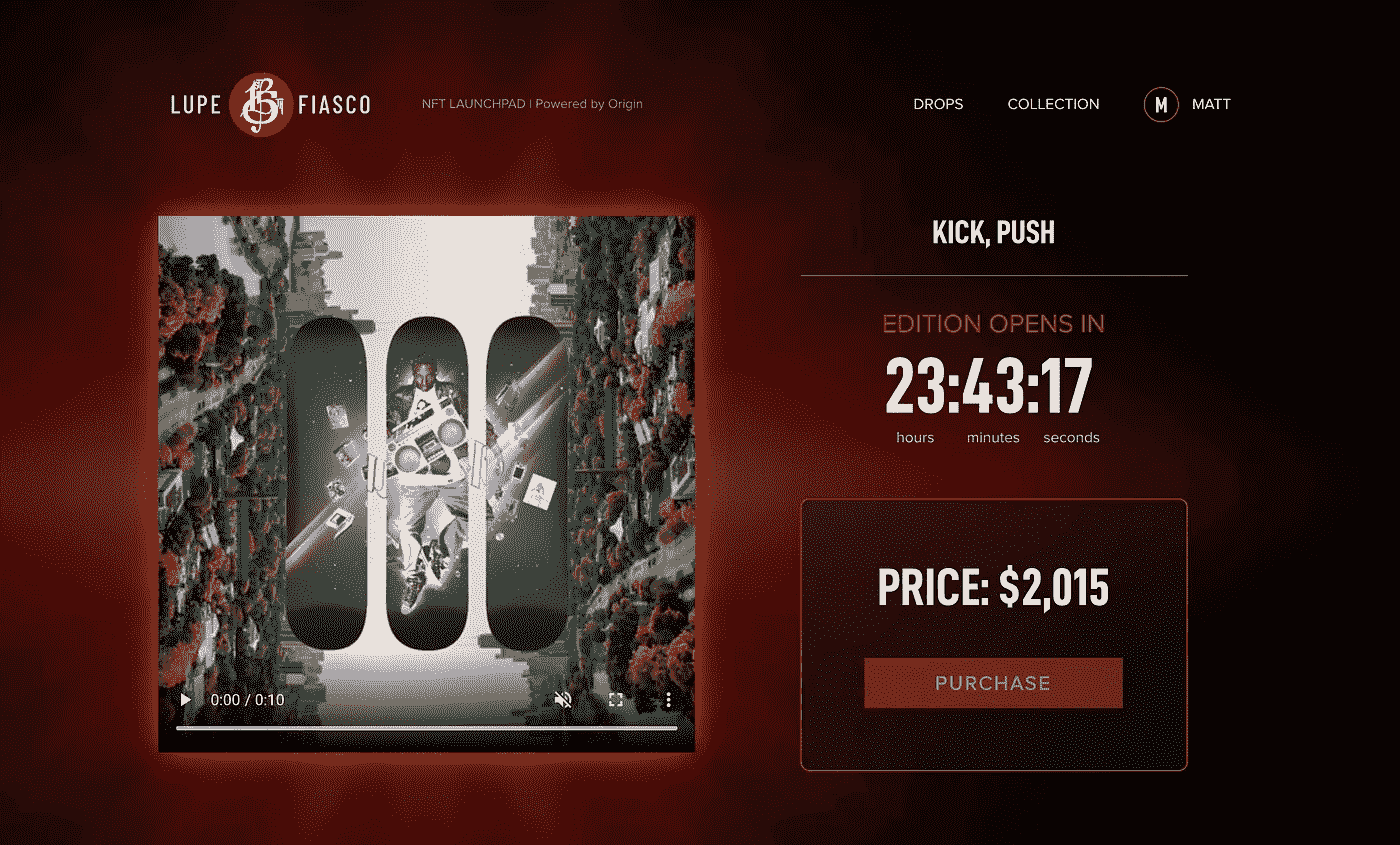 LUPE FIASCO
NFT LAUNCHPAD | Powered by Origin
DROPS
COLLECTION
M MATT
KICK, PUSH
EDITION OPENS IN
23:43:17
hours minutes seconds
PRICE: $2,015
PURCHASE
0:00 / 0:10